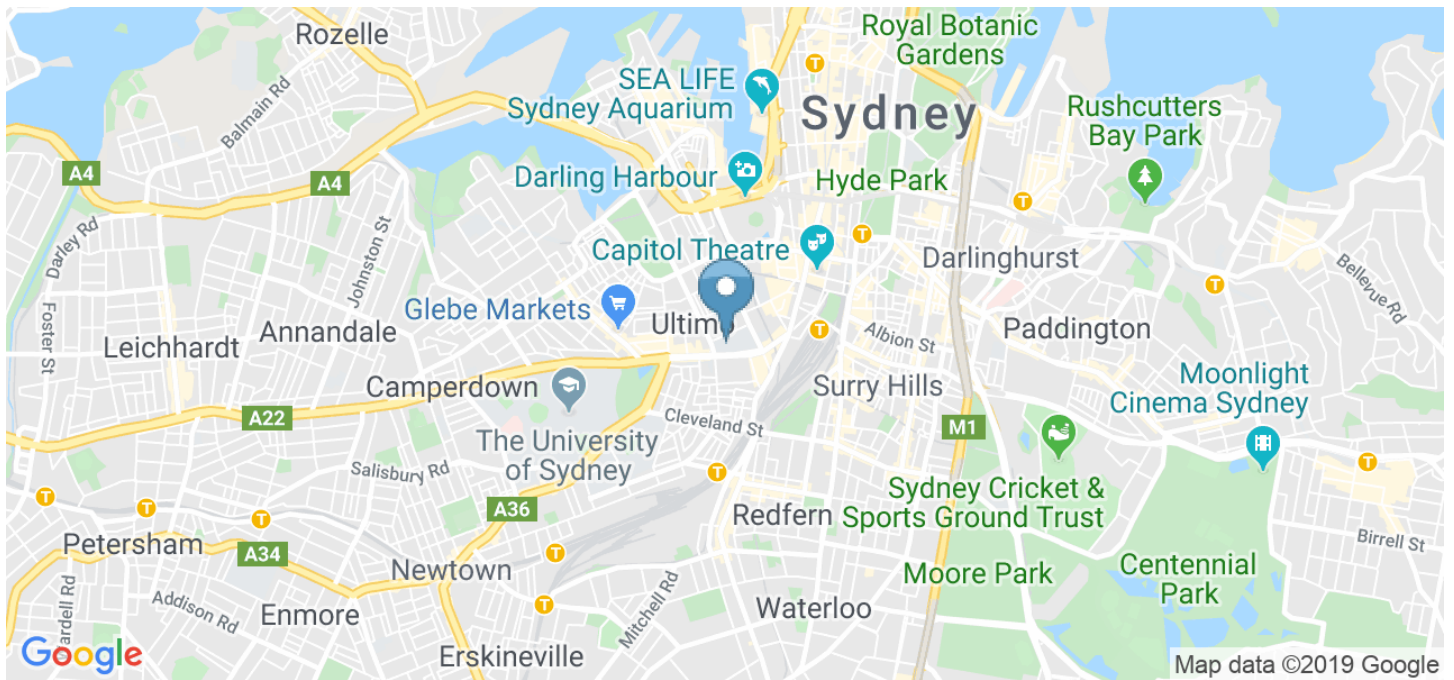 Rozelle
Royal Botanic
Gardens
SEA LIFE
Sydney Aquarium
Sydney
Rushcutters
Bay Park
Balmain Rd
A4
A4
Darling Harbour
Hyde Park
Darley Rd
Johnston St
Capitol Theatre
Darlinghurst
Bellevue Rd
Glebe Markets
Ultimo
Foster St
Annandale
Leichhardt
Albion St
Paddington
Camperdown
Surry Hills
Moonlight
Cinema Sydney
A22
Cleveland St
M1
The University
of Sydney
Salisbury Rd
Sydney Cricket &
Sports Ground Trust
A36
Redfern
Petersham
A34
Birrell St
Newtown
Moore Park
Centennial
Park
Addison Rd
Enmore
Mitchell Rd
Waterloo
Erskineville
T
T
T
T
T
T
T
T
T
T
T
T
Google
Map data ©2019 Google